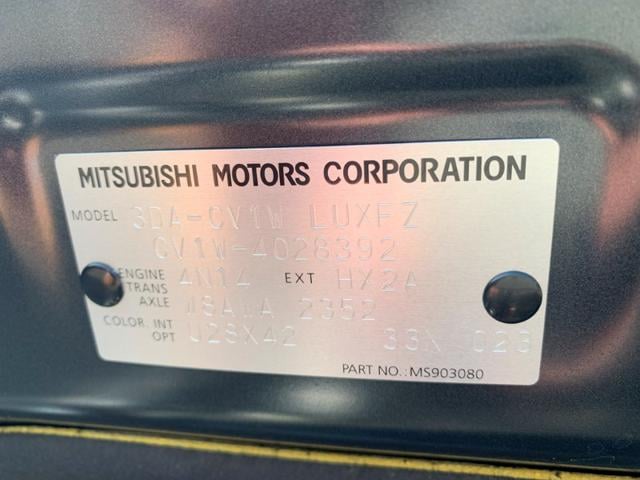 MITSUBISHI MOTORS CORPORATION
MODEL 3DA-CV1W LUXFZ
CV1W-4028392
ENGINE 4N14 EXT HX2A
TRANS
AXLE 2352
COLOR. INT U28X42 33X 023
OPT
PART NO.:MS903080